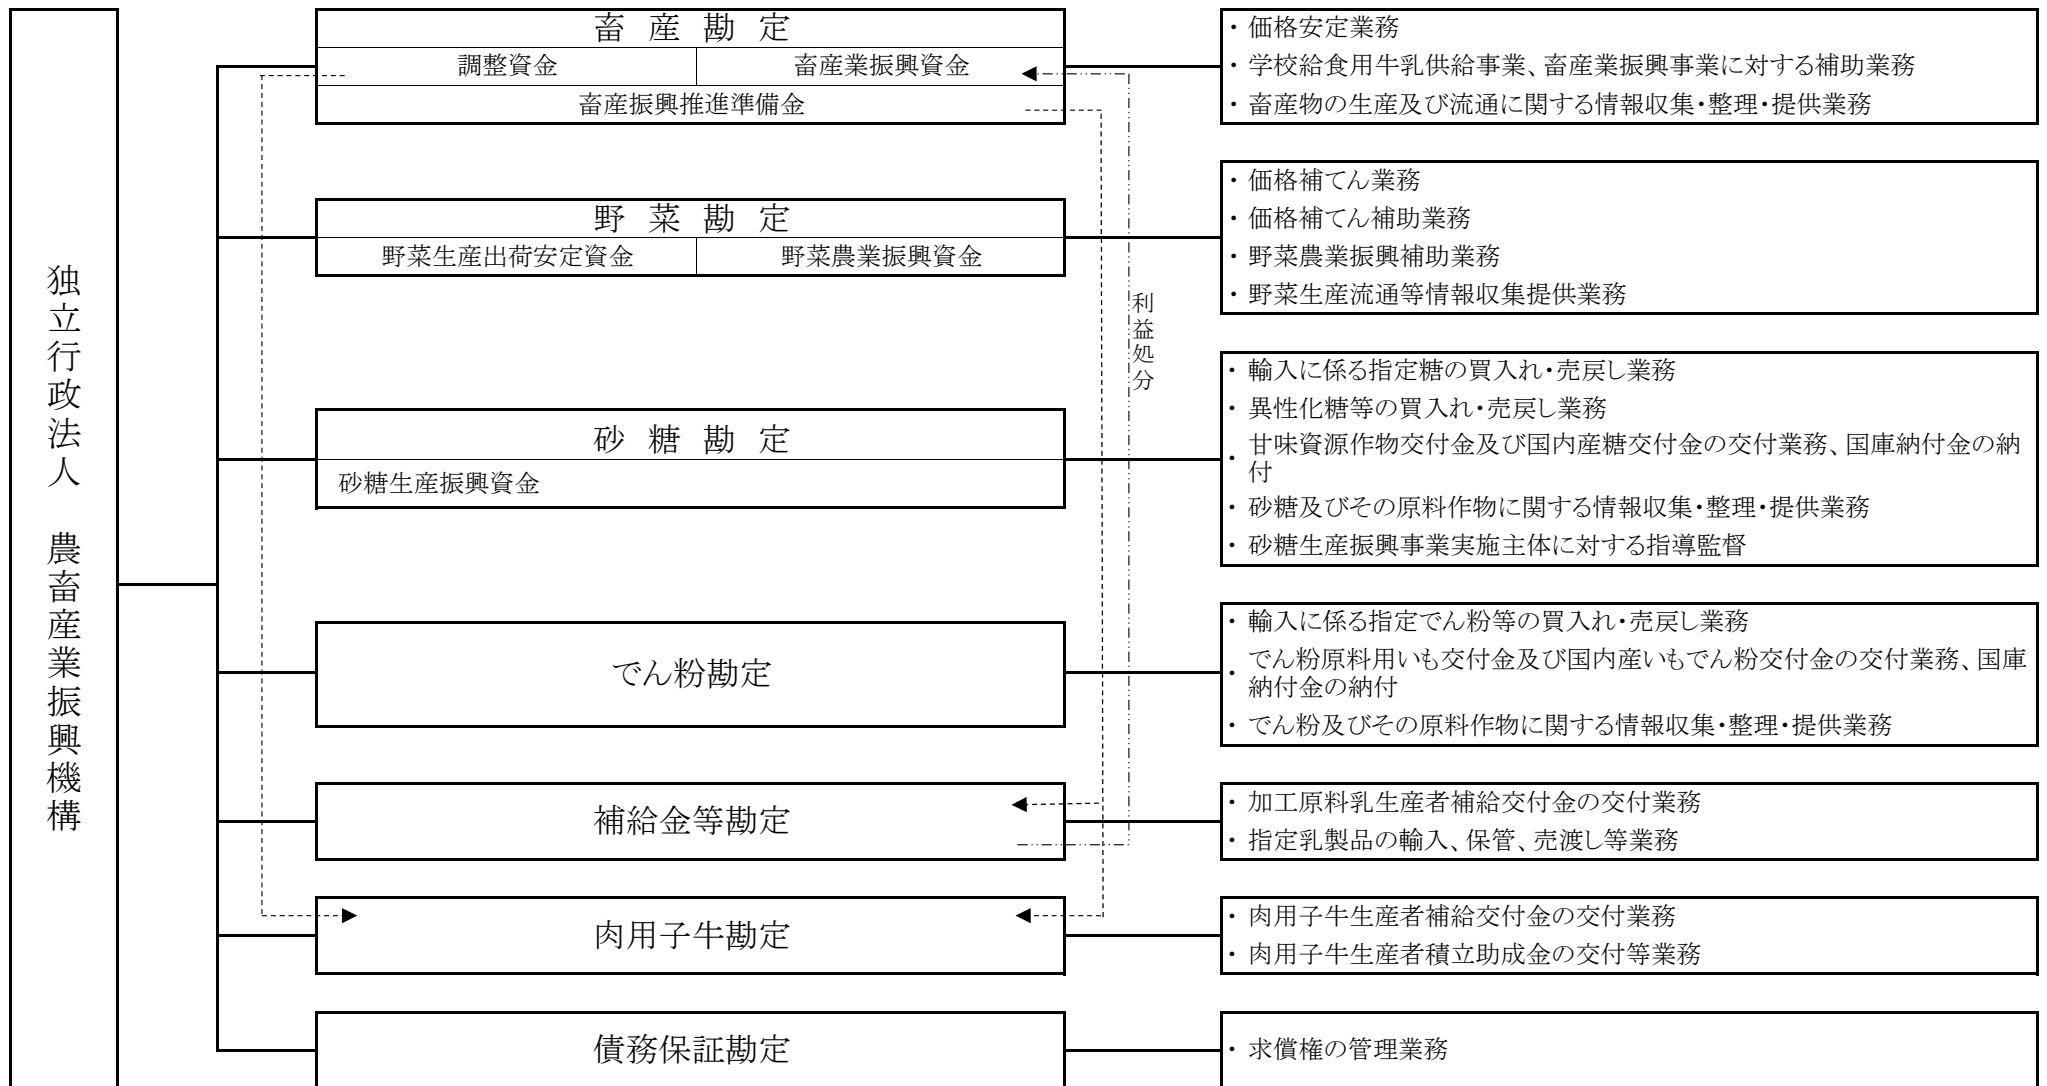 独立行政法人　農畜産業振興機構
畜産勘定
調整資金
畜産業振興資金
畜産振興推進準備金
・ 価格安定業務
・ 学校給食用牛乳供給事業、畜産業振興事業に対する補助業務
・ 畜産物の生産及び流通に関する情報収集・整理・提供業務
野菜勘定
野菜生産出荷安定資金
野菜農業振興資金
・ 価格補てん業務
・ 価格補てん補助業務
・ 野菜農業振興補助業務
・ 野菜生産流通等情報収集提供業務
利益処分
砂糖勘定
砂糖生産振興資金
・ 輸入に係る指定糖の買入れ・売戻し業務
・ 異性化糖等の買入れ・売戻し業務
・ 甘味資源作物交付金及び国内産糖交付金の交付業務、国庫納付金の納
付
・ 砂糖及びその原料作物に関する情報収集・整理・提供業務
・ 砂糖生産振興事業実施主体に対する指導監督
でん粉勘定
・ 輸入に係る指定でん粉等の買入れ・売戻し業務
・ でん粉原料用いも交付金及び国内産いもでん粉交付金の交付業務、国庫
納付金の納付
・ でん粉及びその原料作物に関する情報収集・整理・提供業務
補給金等勘定
・ 加工原料乳生産者補給交付金の交付業務
・ 指定乳製品の輸入、保管、売渡し等業務
肉用子牛勘定
・ 肉用子牛生産者補給交付金の交付業務
・ 肉用子牛生産者積立助成金の交付等業務
債務保証勘定
・ 求償権の管理業務